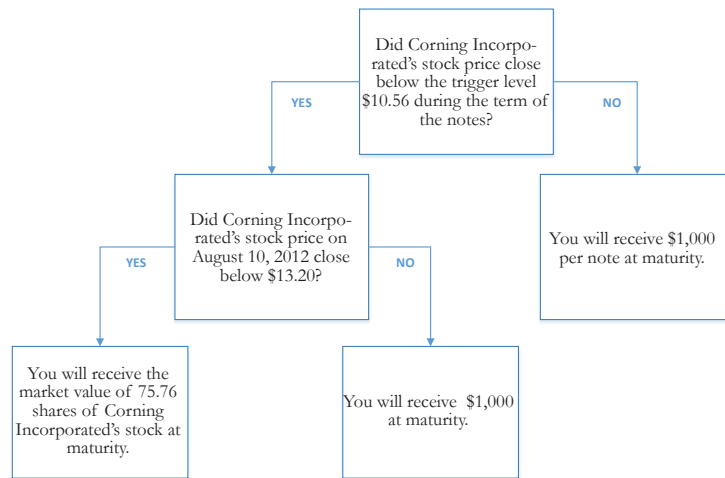 Did Corning Incorpo-
rated's stock price close
below the trigger level
$10.56 during the term of
the notes?
YES
NO
Did Corning Incorpo-
rated's stock price on
August 10, 2012 close
below $13.20?
You will receive $1,000
per note at maturity.
YES
NO
You will receive the
market value of 75.76
shares of Corning
Incorporated's stock at
maturity.
You will receive $1,000
at maturity.